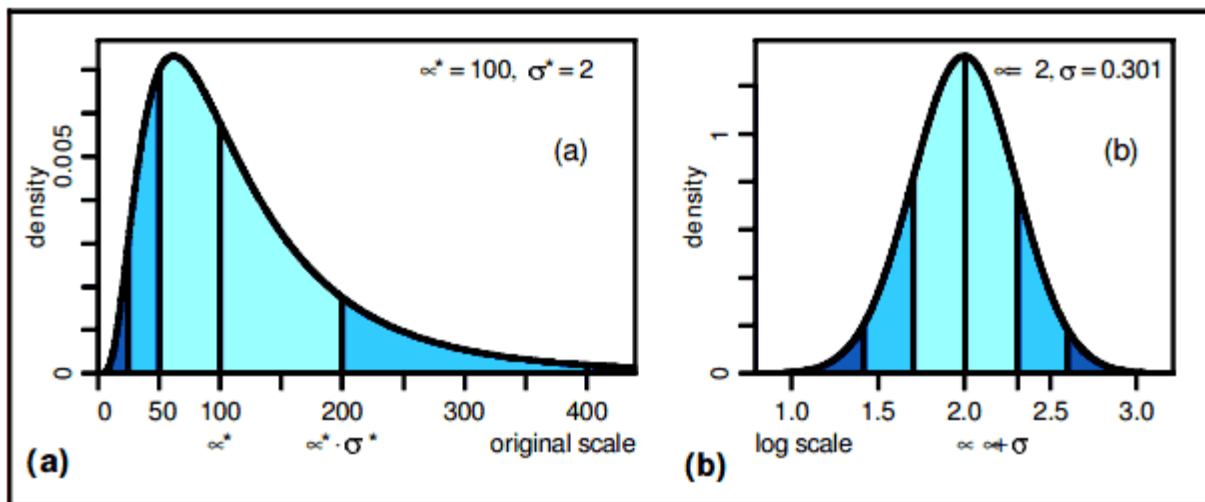 ∝* = 100, σ* = 2
(a)
density
0.005
0
0 50 100 200 300 400
∝* ∝* · σ* original scale
(a)
∝= 2, σ = 0.301
(b)
density
1
0
1.0 1.5 2.0 2.5 3.0
log scale ∝ ∝+ σ
(b)